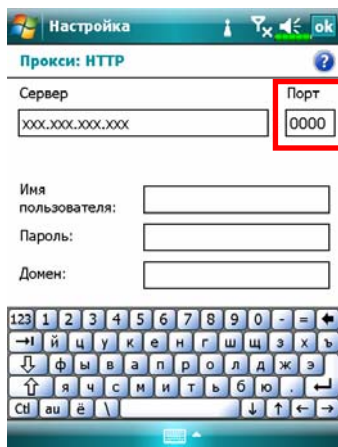 Настройка ok
Прокси: HTTP ?
Сервер Порт
xxx.xxx.xxx.xxx 0000
Имя
пользователя:
Пароль:
Домен:
123 1 2 3 4 5 6 7 8 9 0 - =
й ц у к е н г ш щ з х ъ
ф ы в а п р о л д ж э
я ч с м и т ь б ю .
Ctl aü ё \